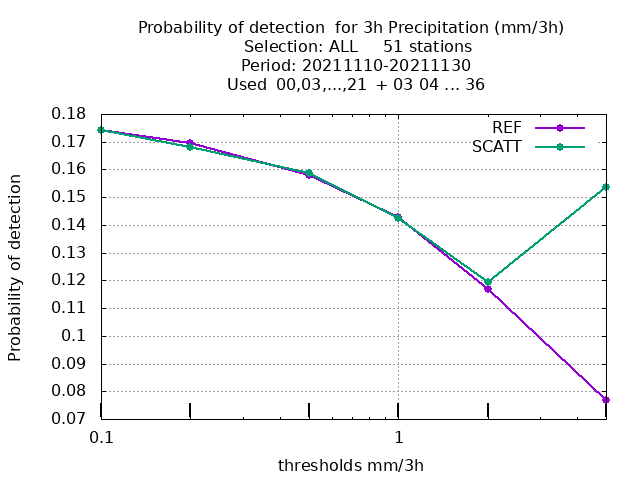 Probability of detection  for 3h Precipitation (mm/3h)
Selection: ALL     51 stations
Period: 20211110-20211130
Used  00,03,...,21  + 03 04 ... 36
REF
SCATT
0.18
0.17
0.16
0.15
0.14
0.13
0.12
0.11
0.1
0.09
0.08
0.07
Probability of detection
0.1
1
thresholds mm/3h